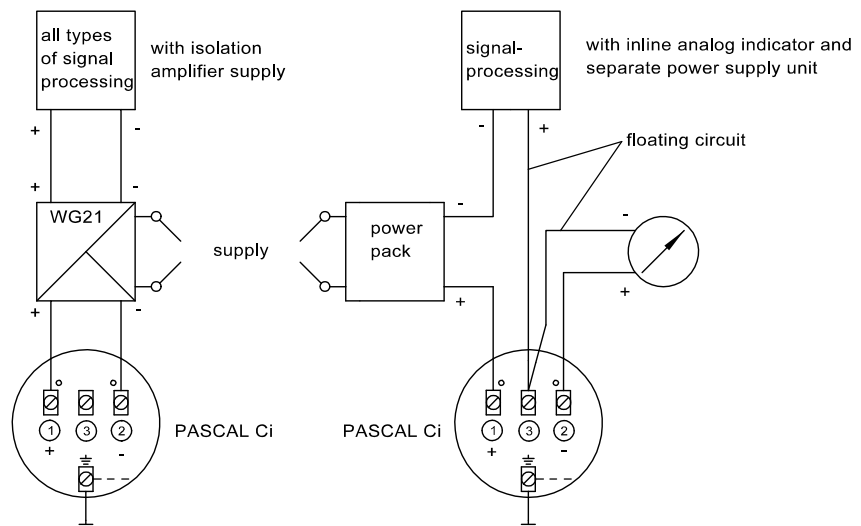 all types
of signal
processing
with isolation
amplifier supply
+ -
+ -
WG21
supply
+ -
1 3 2
+ -
PASCAL Ci
signal-
processing
with inline analog indicator and
separate power supply unit
- +
floating circuit
-
power
pack
+
-
+
PASCAL Ci
1 3 2
+ -